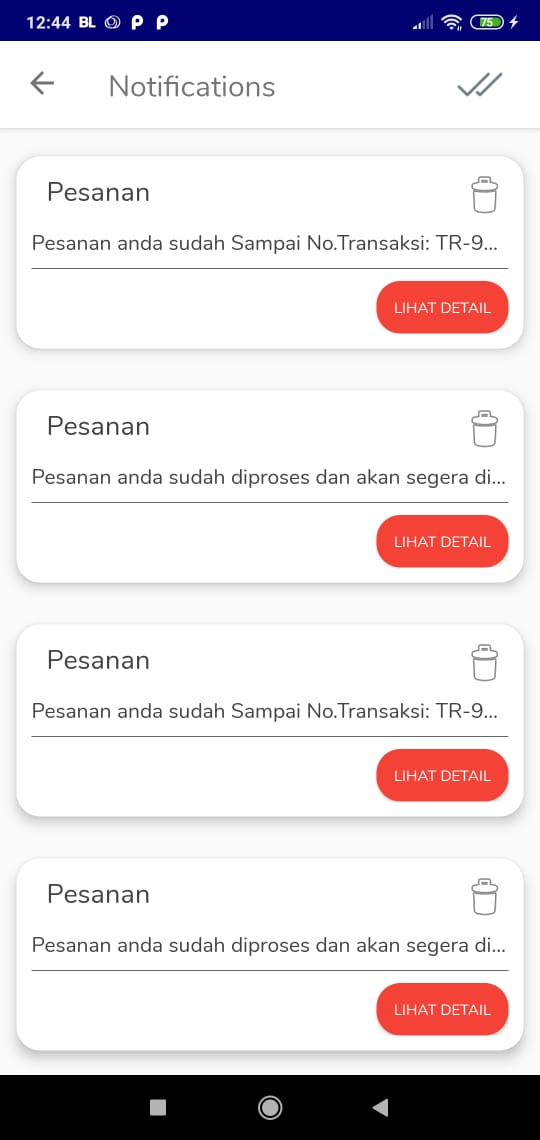 12:44 BL 75
Notifications
Pesanan
Pesanan anda sudah Sampai No.Transaksi: TR-9...
LIHAT DETAIL
Pesanan
Pesanan anda sudah diproses dan akan segera di...
LIHAT DETAIL
Pesanan
Pesanan anda sudah Sampai No.Transaksi: TR-9...
LIHAT DETAIL
Pesanan
Pesanan anda sudah diproses dan akan segera di...
LIHAT DETAIL